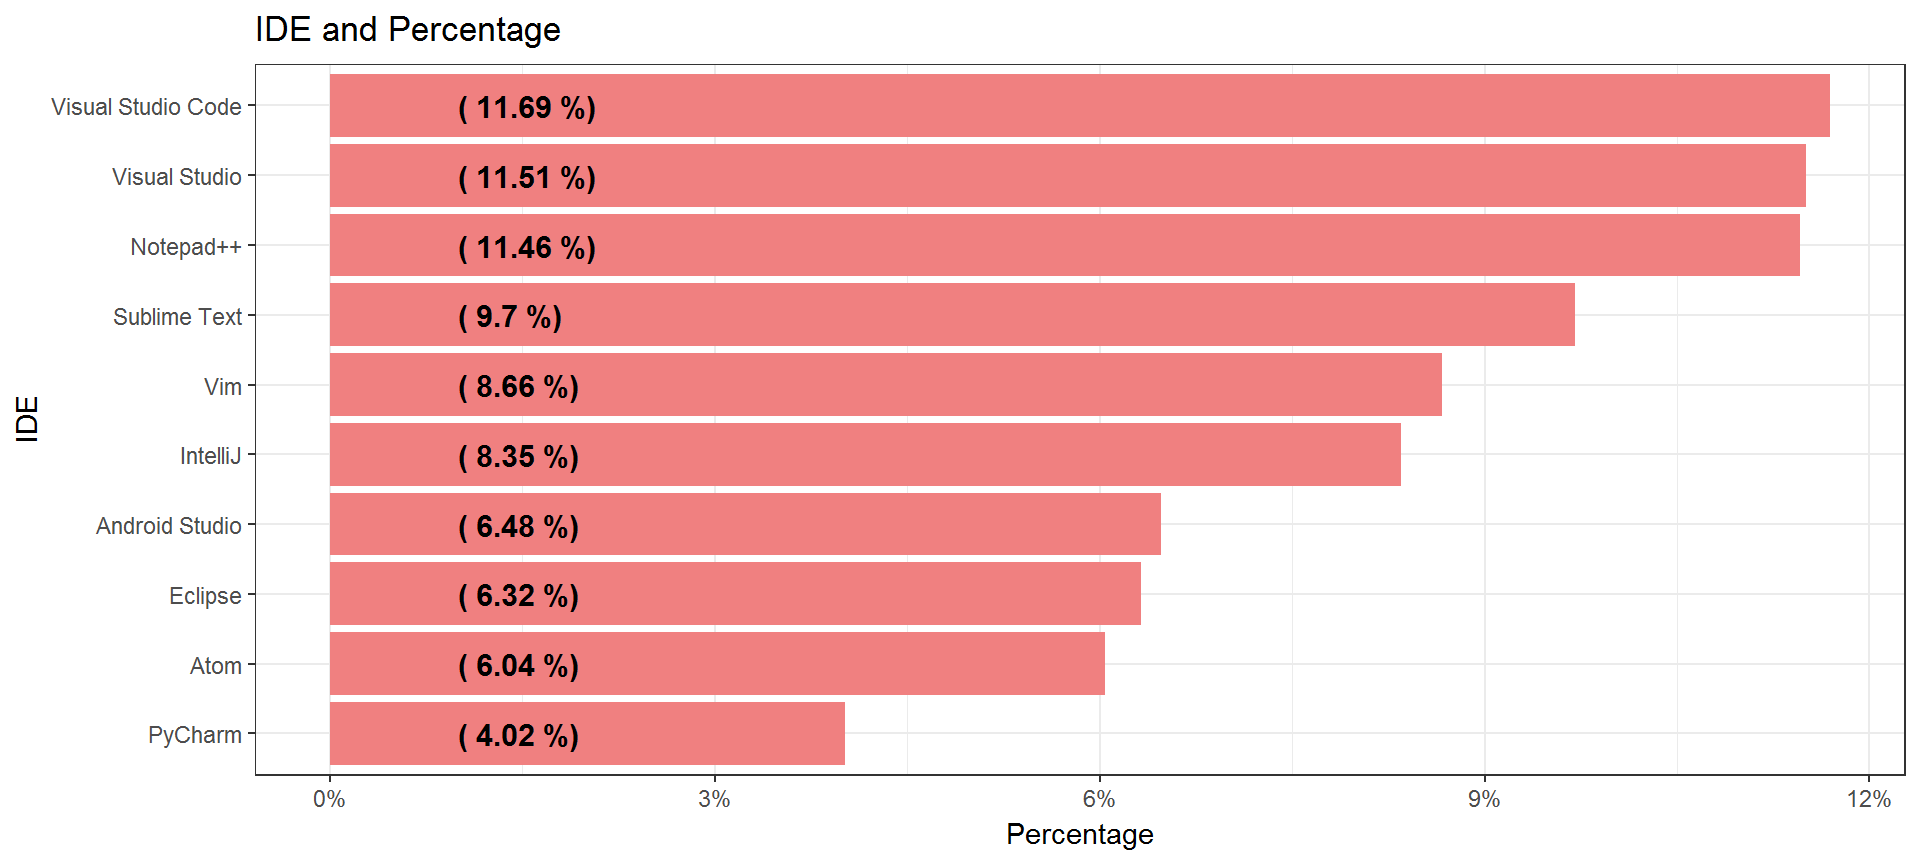 IDE and Percentage
Visual Studio Code ( 11.69 %)
Visual Studio ( 11.51 %)
Notepad++ ( 11.46 %)
Sublime Text ( 9.7 %)
Vim ( 8.66 %)
IntelliJ ( 8.35 %)
Android Studio ( 6.48 %)
Eclipse ( 6.32 %)
Atom ( 6.04 %)
PyCharm ( 4.02 %)
IDE
0% 3% 6% 9% 12%
Percentage